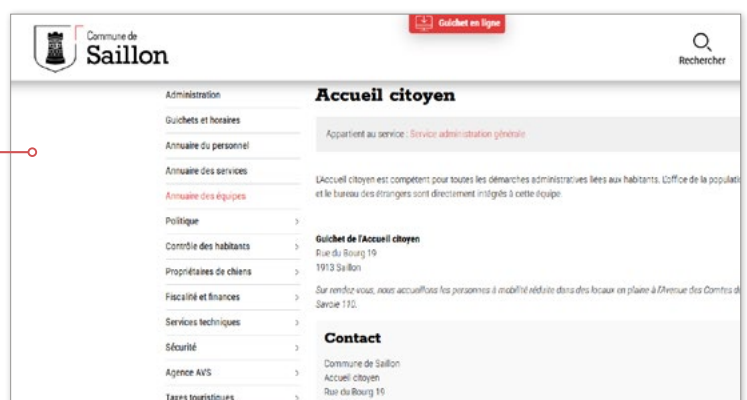 Commune de
Saillon
Guichet en ligne
Rechercher
Administration
Guichets et horaires
Annuaire du personnel
Annuaire des services
Annuaire des équipes
Politique
Contrôle des habitants
Propriétaires de chiens
Fiscalité et finances
Services techniques
Sécurité
Agence AVS
Taxes touristiques
Accueil citoyen
Appartient au service : Service administration générale
L'Accueil citoyen est compétent pour toutes les démarches administratives liées aux habitants. L'office de la populatio
et le bureau des étrangers sont directement intégrés à cette équipe.
Guichet de l'Accueil citoyen
Rue du Bourg 19
1913 Saillon
Sur rendez-vous, nous accueillons les personnes à mobilité réduite dans des locaux en plaine à l'Avenue des Comtes d
Savoie 110.
Contact
Commune de Saillon
Accueil citoyen
Rue du Bourg 19